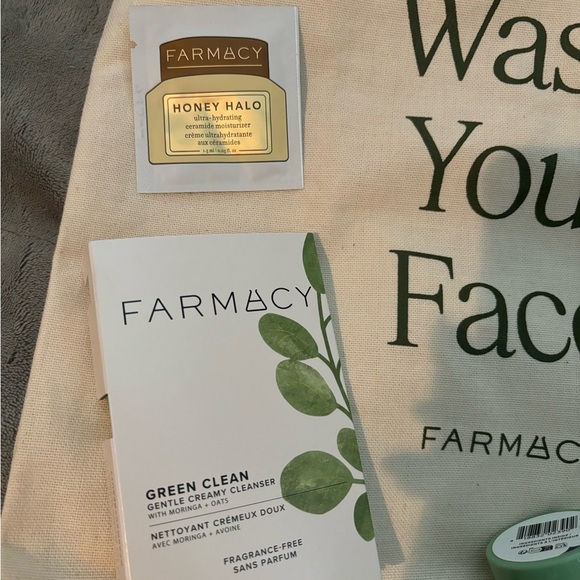 FARMACY
HONEY HALO
ultra-hydrating
ceramide moisturizer
crème ultrahydratante
aux céramides
Was
You
Face
FARMACY
FARMACY
GREEN CLEAN
GENTLE CREAMY CLEANSER
WITH MORINGA + OATS
NETTOYANT CRÉMEUX DOUX
AVEC MORINGA + AVOINE
FRAGRANCE-FREE
SANS PARFUM